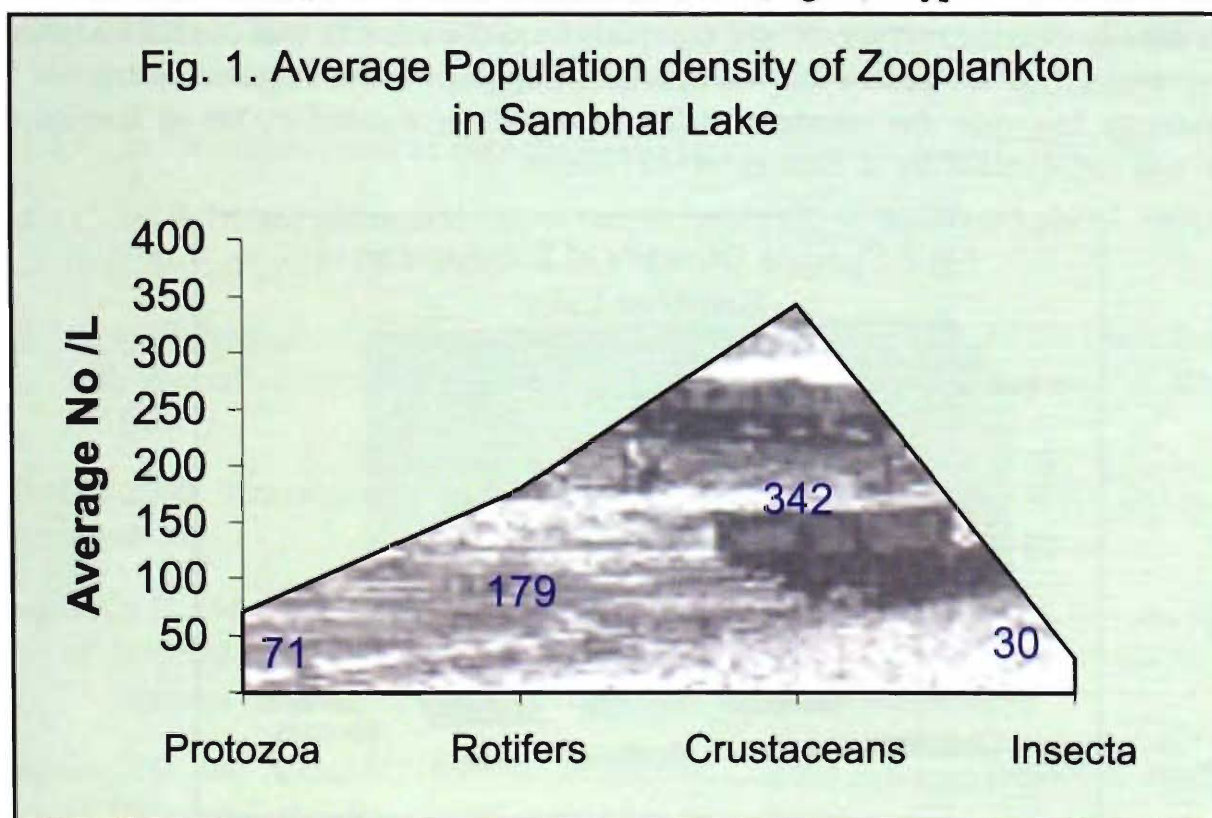 Fig. 1. Average Population density of Zooplankton
in Sambhar Lake
Average No /L
400
350
300
250
200
150
100
50
71
179
342
30
Protozoa
Rotifers
Crustaceans
Insecta